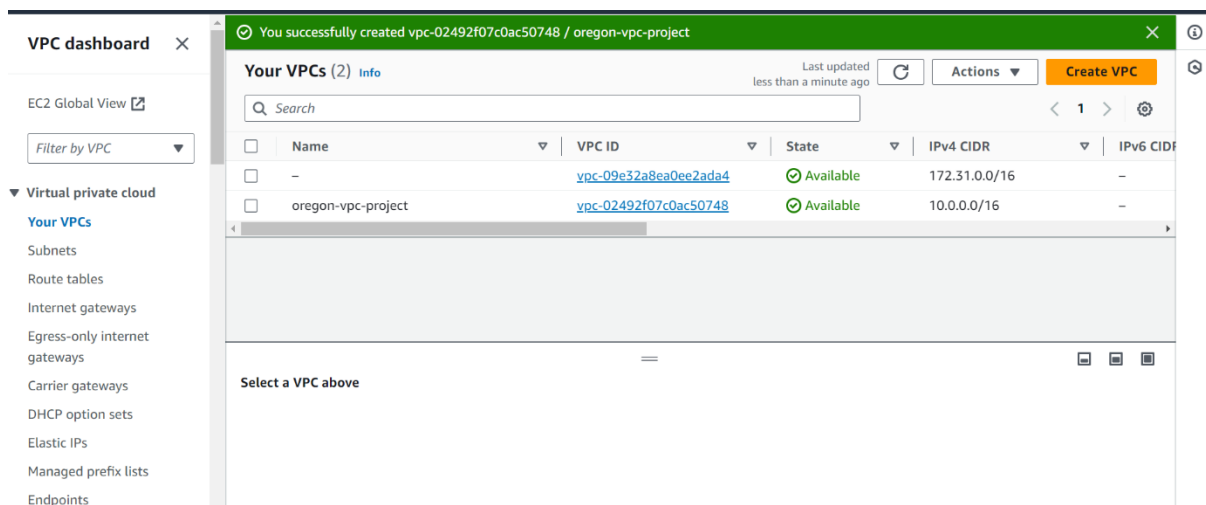 VPC dashboard
EC2 Global View
Filter by VPC
Virtual private cloud
Your VPCs
Subnets
Route tables
Internet gateways
Egress-only internet
gateways
Carrier gateways
DHCP option sets
Elastic IPs
Managed prefix lists
Endpoints
You successfully created vpc-02492f07c0ac50748 / oregon-vpc-project
Your VPCs (2) Info
Last updated
less than a minute ago
Actions
Create VPC
Search
1
Name VPC ID State IPv4 CIDR IPv6 CIDR
– vpc-09e32a8ea0ee2ada4 Available 172.31.0.0/16 –
oregon-vpc-project vpc-02492f07c0ac50748 Available 10.0.0.0/16 –
Select a VPC above